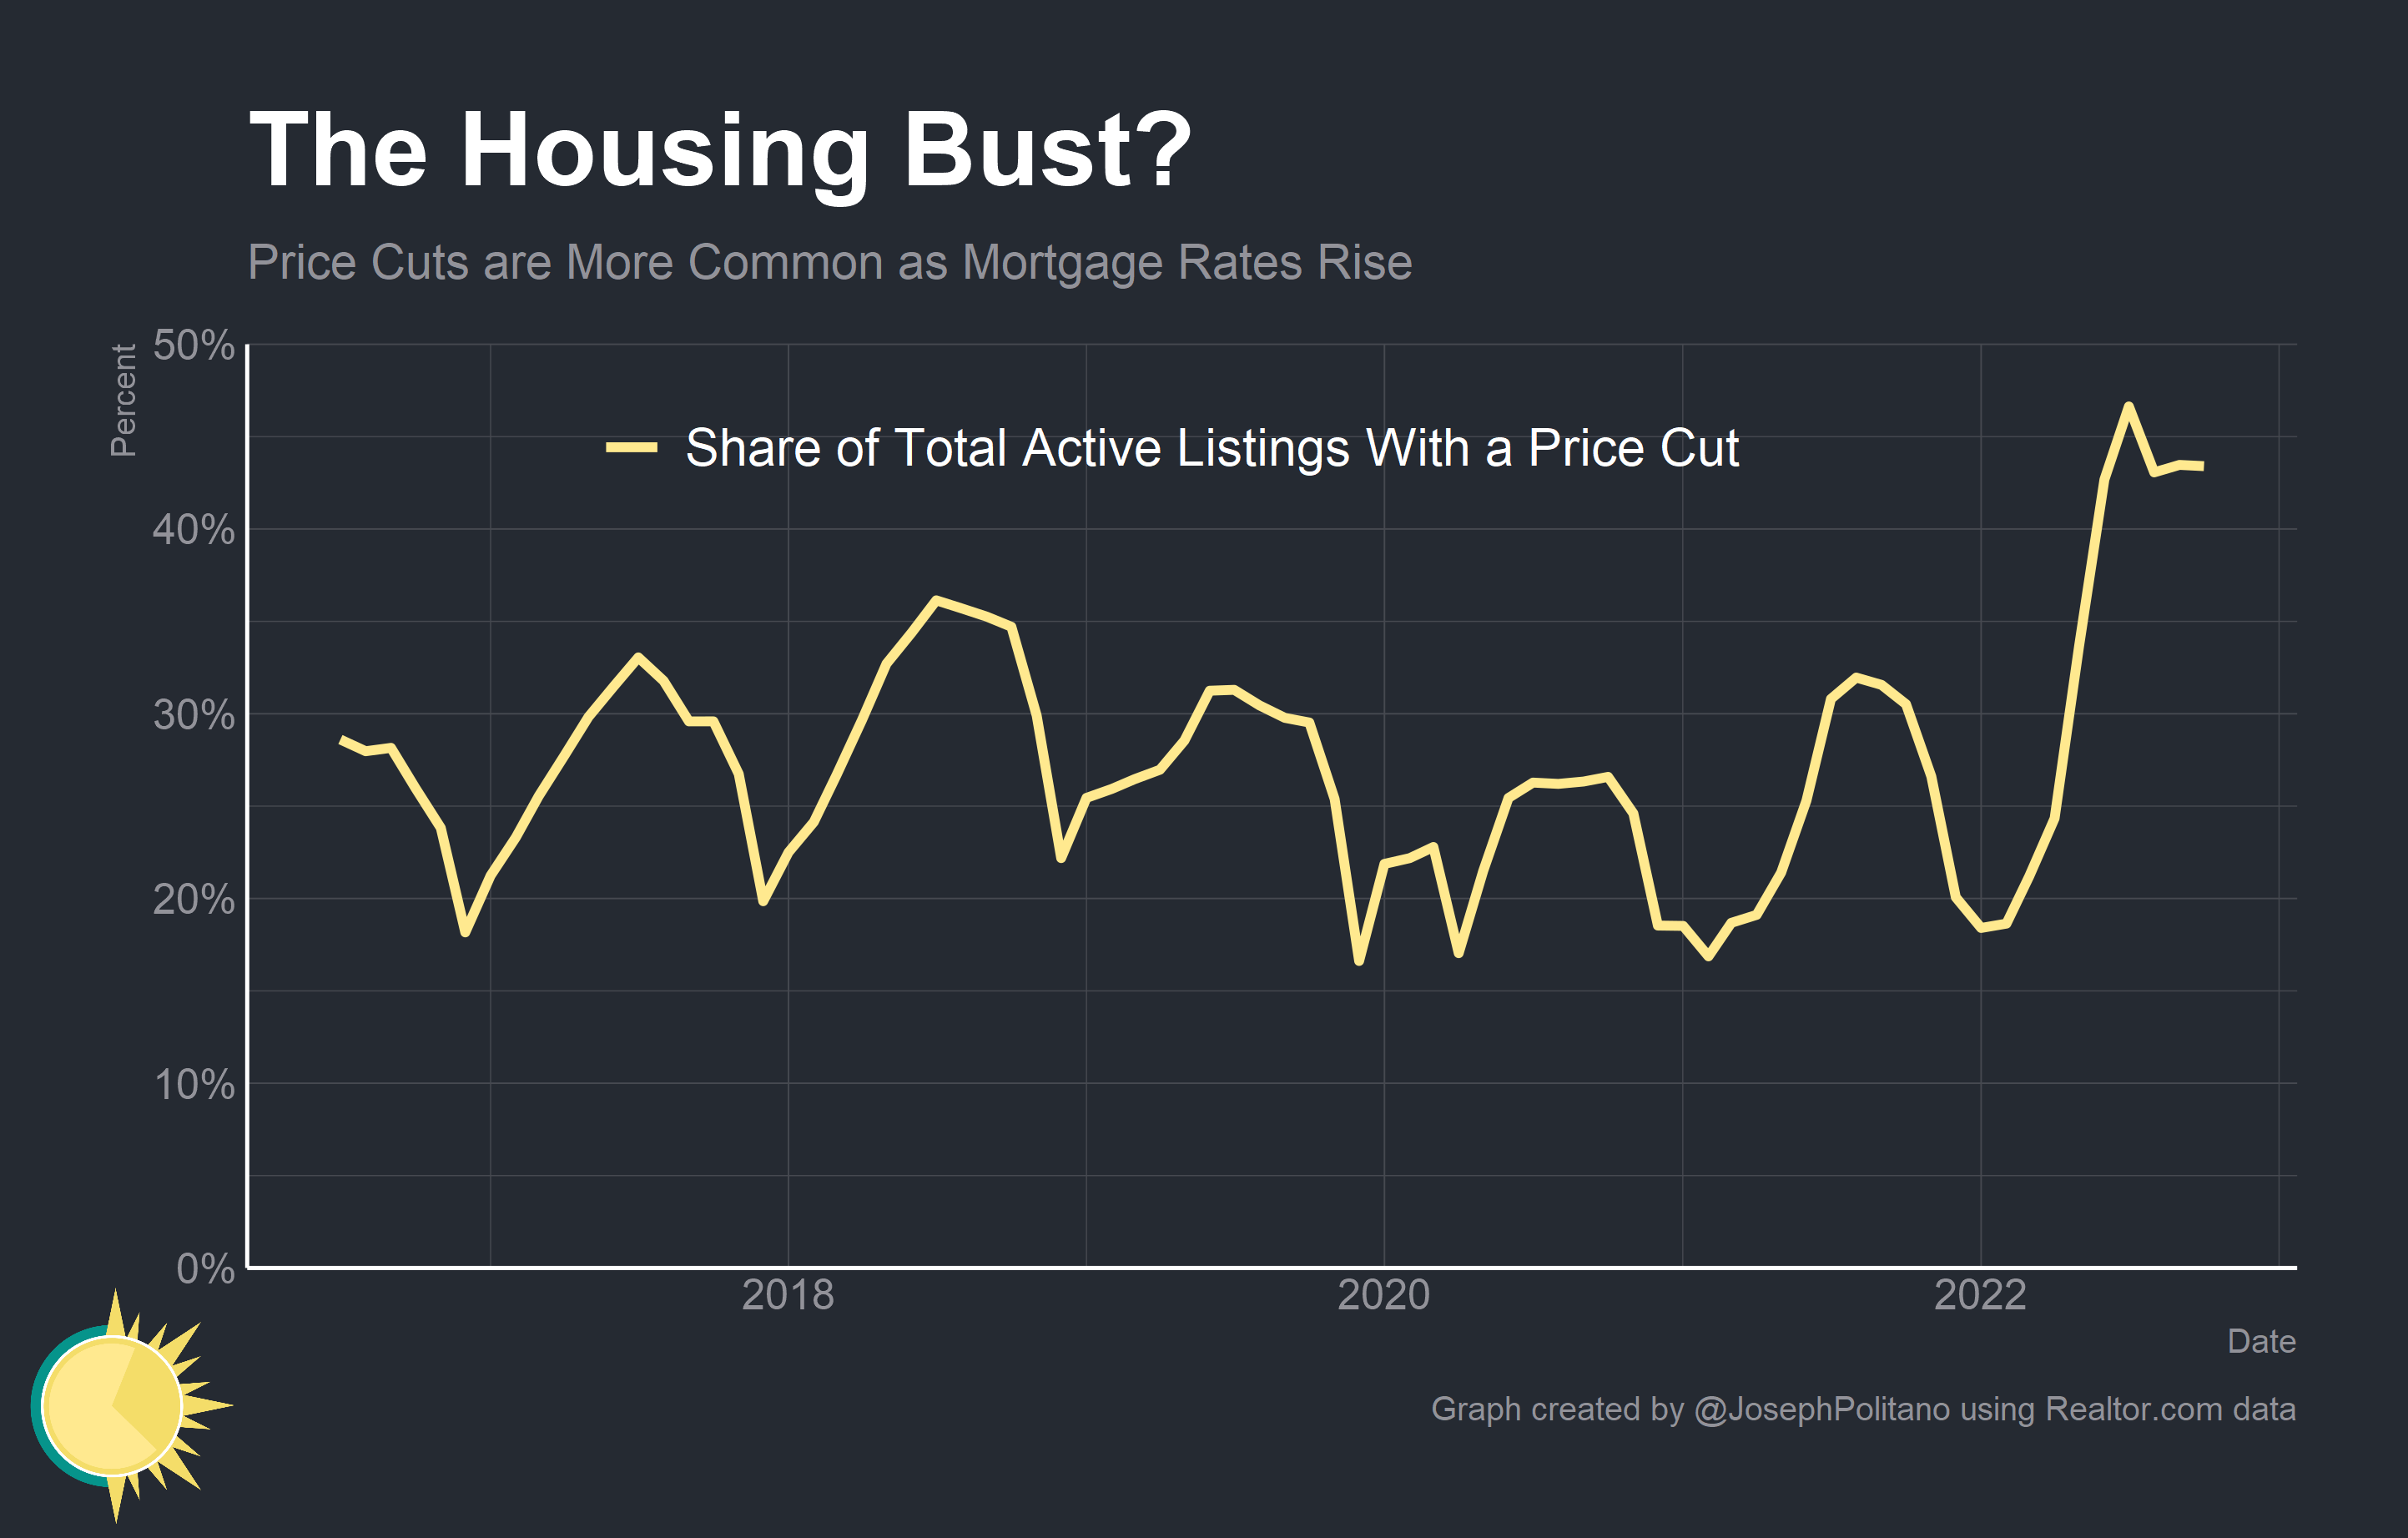 The Housing Bust?
Price Cuts are More Common as Mortgage Rates Rise
Percent
50%
40%
30%
20%
10%
0%
Share of Total Active Listings With a Price Cut
2018
2020
2022
Date
Graph created by @JosephPolitano using Realtor.com data